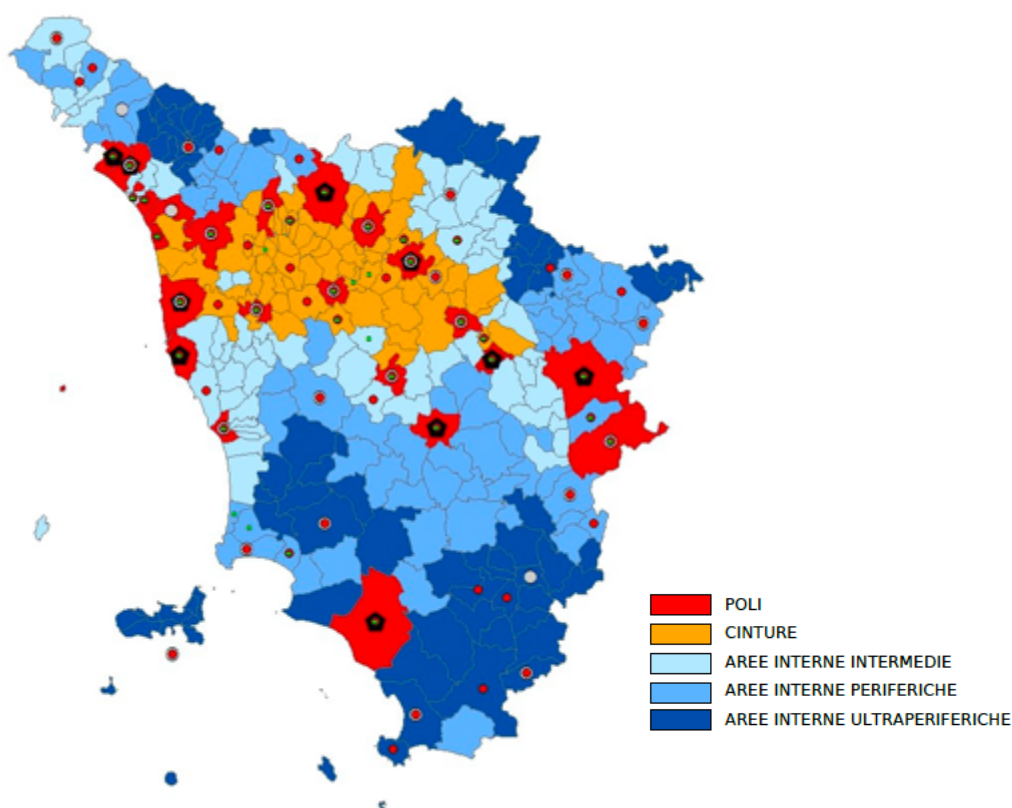 POLI
CINTURE
AREE INTERNE INTERMEDIE
AREE INTERNE PERIFERICHE
AREE INTERNE ULTRAPERIFERICHE